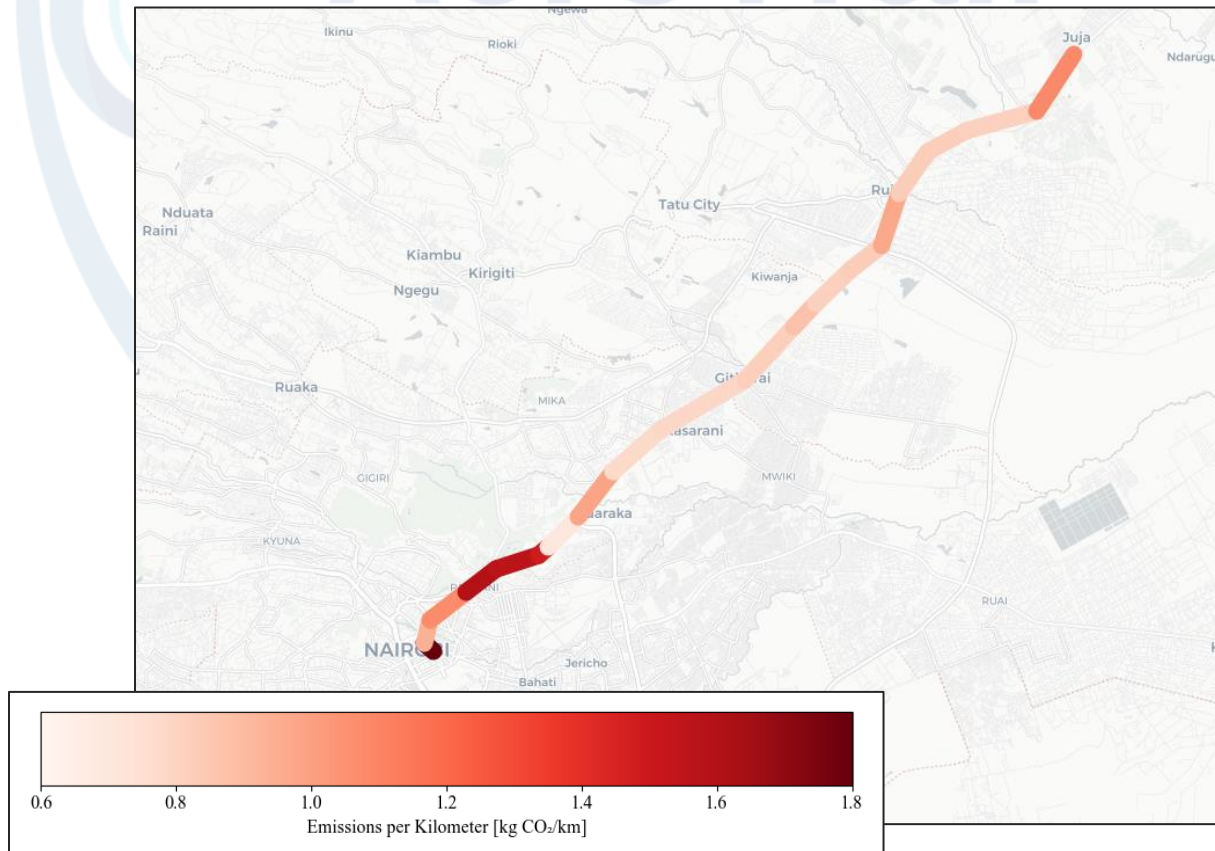 Ngewa
Ikinu
Rioki
Juja
Ndarugu
Nduata
Raini
Tatu City
Kiambu
Kirigiti
Ngegu
Kiwanja
Ruaka
MIKA
GIGIRI
MWIKI
KYUNA
RUAI
NAIROBI
Jericho
Bahati
0.6 0.8 1.0 1.2 1.4 1.6 1.8
Emissions per Kilometer [kg CO₂/km]